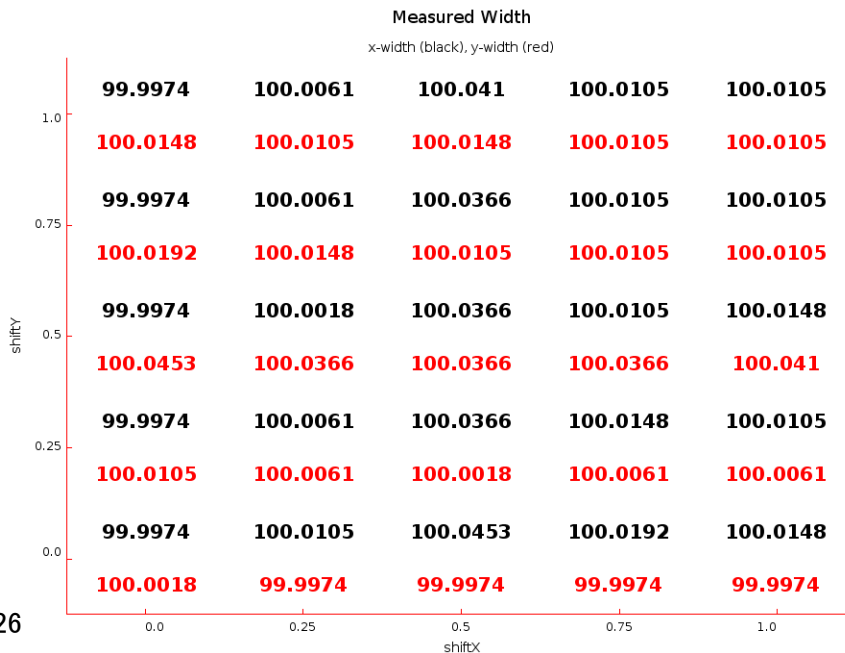 Measured Width
x-width (black), y-width (red)
99.9974 100.0061 100.041 100.0105 100.0105
1.0
100.0148 100.0105 100.0148 100.0105 100.0105
99.9974 100.0061 100.0366 100.0105 100.0105
0.75
100.0192 100.0148 100.0105 100.0105 100.0105
99.9974 100.0018 100.0366 100.0105 100.0148
shiftY
0.5
100.0453 100.0366 100.0366 100.0366 100.041
99.9974 100.0061 100.0366 100.0148 100.0105
0.25
100.0105 100.0061 100.0018 100.0061 100.0061
99.9974 100.0105 100.0453 100.0192 100.0148
0.0
100.0018 99.9974 99.9974 99.9974 99.9974
26
0.0 0.25 0.5 0.75 1.0
shiftX